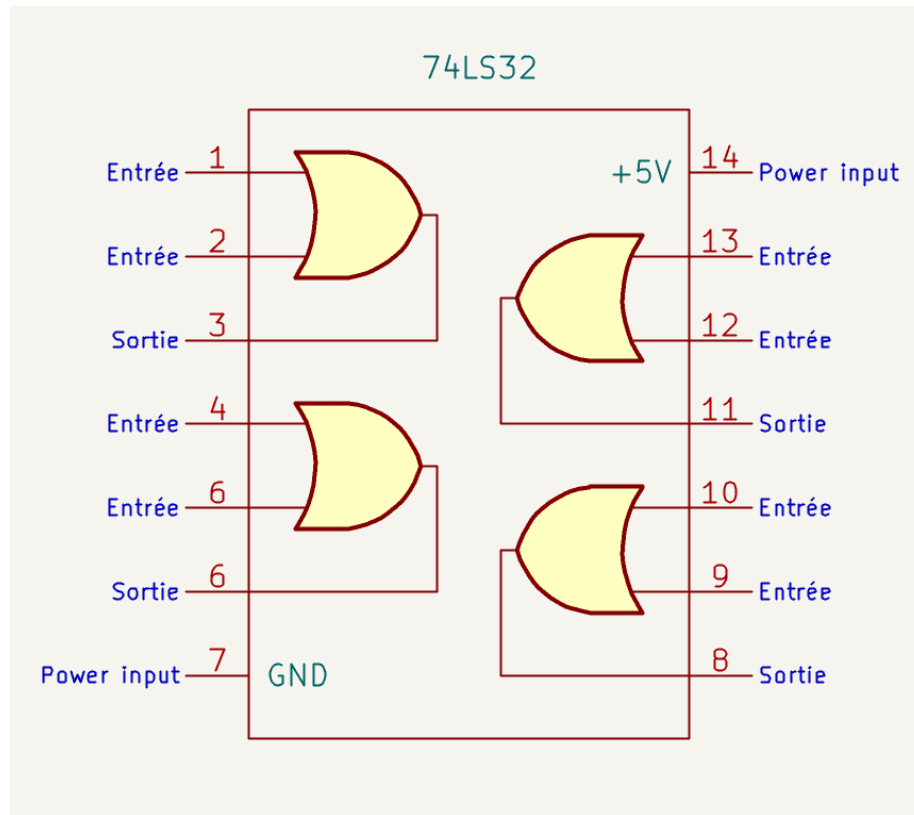 74LS32
Entrée 1
+5V 14 Power input
Entrée 2
13 Entrée
Sortie 3
12 Entrée
Entrée 4
11 Sortie
Entrée 6
10 Entrée
Sortie 6
9 Entrée
Power input 7 GND
8 Sortie